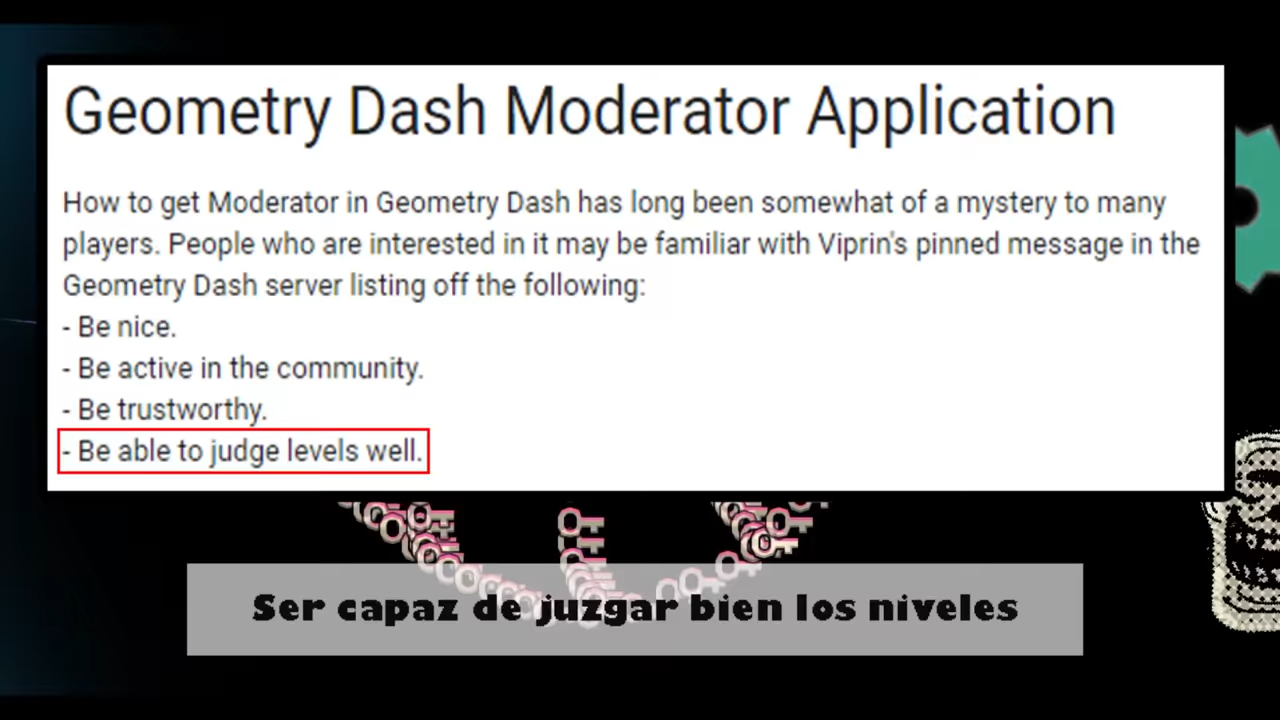 Geometry Dash Moderator Application
How to get Moderator in Geometry Dash has long been somewhat of a mystery to many
players. People who are interested in it may be familiar with Viprin's pinned message in the
Geometry Dash server listing off the following:
- Be nice.
- Be active in the community.
- Be trustworthy.
- Be able to judge levels well.
Ser capaz de juzgar bien los niveles